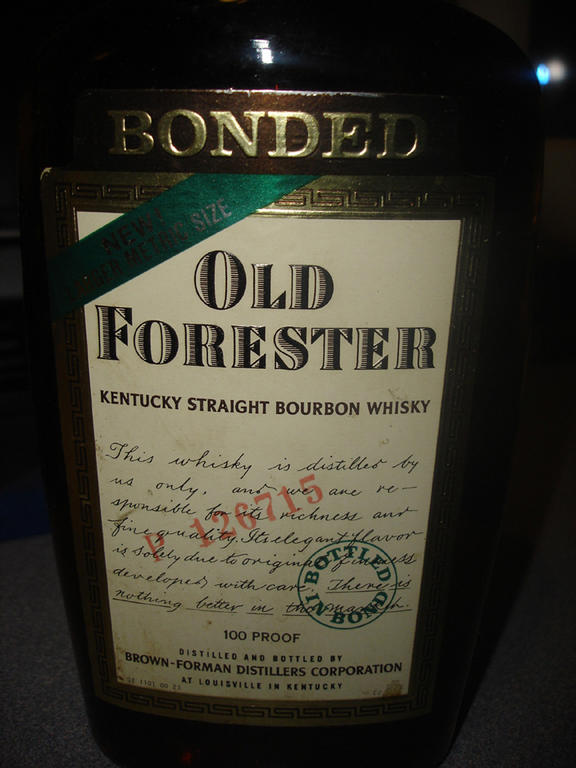 BONDED
NEW!
METRIC SIZE
OLD
FORESTER
KENTUCKY STRAIGHT BOURBON WHISKY
This whisky is distilled by
us only, and we are re-
sponsible for its richness and
fine quality. Its elegant flavor
is solely due to original fineness
developed with care. There is
nothing better in the market.
P 126715
BOTTLED
IN BOND
100 PROOF
DISTILLED AND BOTTLED BY
BROWN-FORMAN DISTILLERS CORPORATION
AT LOUISVILLE IN KENTUCKY